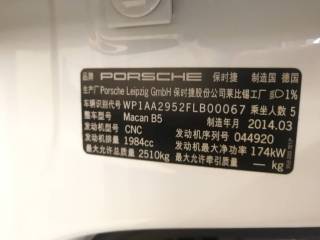 品牌 PORSCHE 保时捷 制造国 德国
生产厂 Porsche Leipzig GmbH 保时捷股份公司莱比锡工厂 1%
车辆识别代号 WP1AA2952FLB00067 乘坐人数 5
整车型号 Macan B5 制造年月 2014.03
发动机型号 CNC 发动机序列号 044920
发动机排量 1984cc 发动机最大净功率 174kW
最大允许总质量 2510kg 最大允许牵引质量 — kg